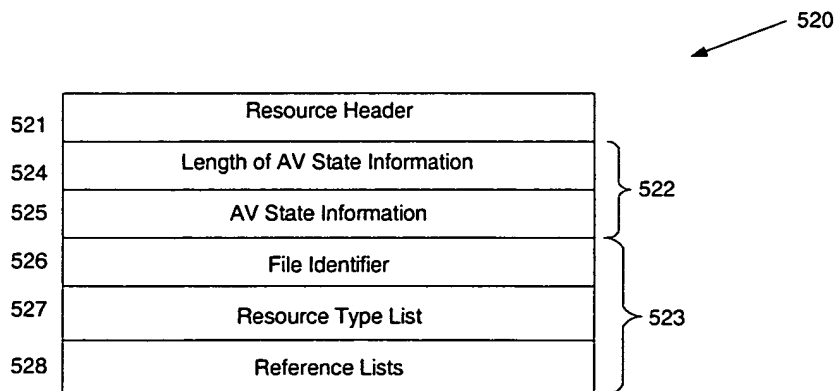 520
521 Resource Header
524 Length of AV State Information
522
525 AV State Information
526 File Identifier
527 Resource Type List
523
528 Reference Lists